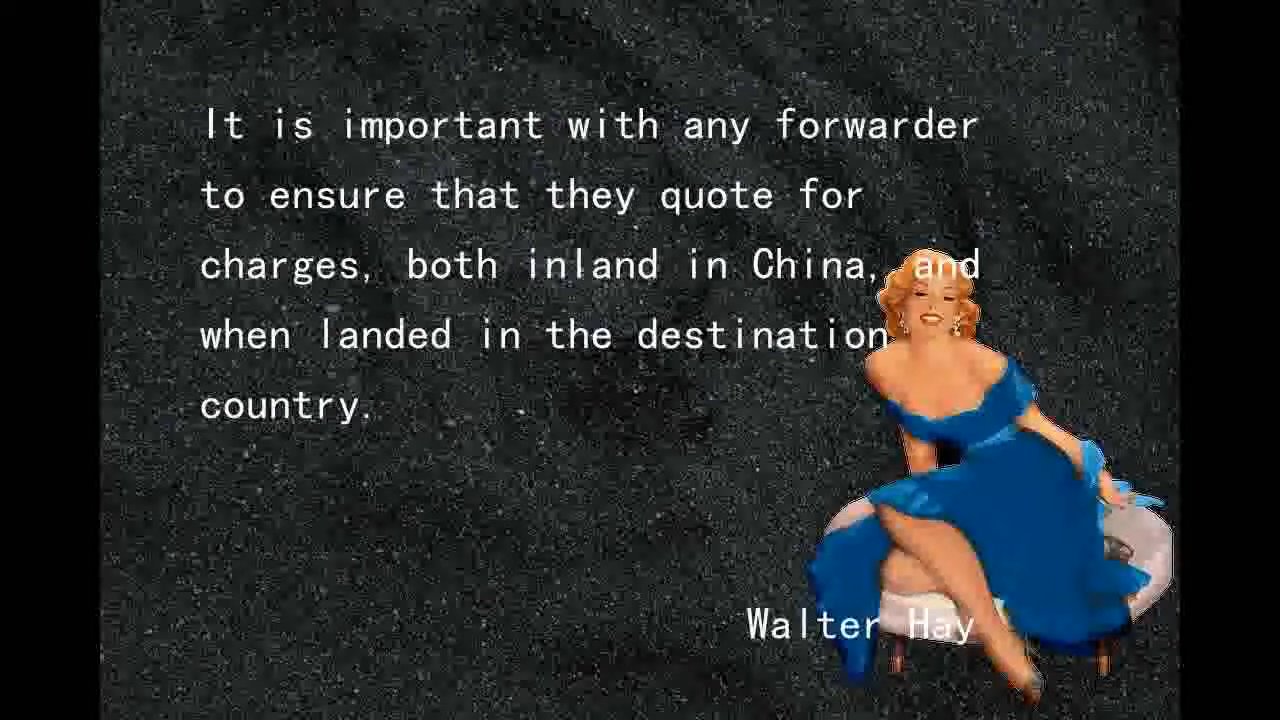 It is important with any forwarder
to ensure that they quote for
charges, both inland in China, and
when landed in the destination
country.
Walter Hay